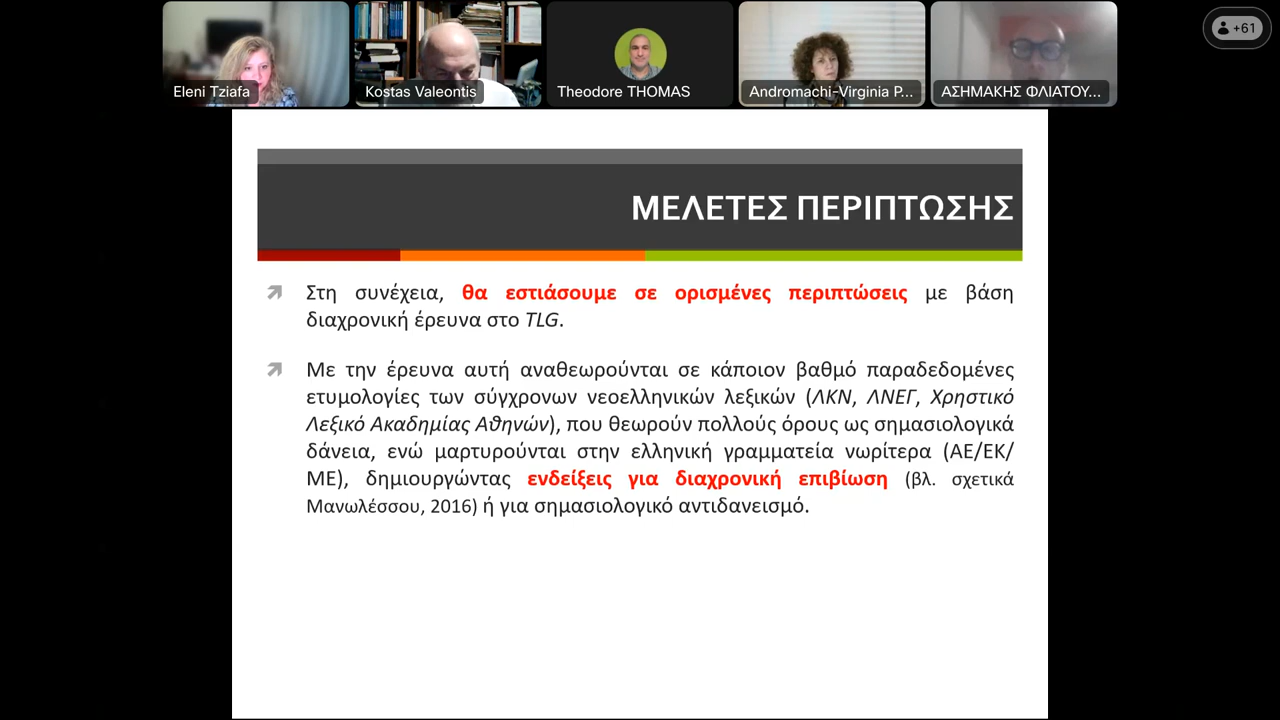 Eleni Tziafa
Kostas Valeontis
Theodore THOMAS
Andromachi-Virginia P...
ΑΣΗΜΑΚΗΣ ΦΛΙΑΤΟΥ...
+61
ΜΕΛΕΤΕΣ ΠΕΡΙΠΤΩΣΗΣ
Στη συνέχεια, θα εστιάσουμε σε ορισμένες περιπτώσεις με βάση
διαχρονική έρευνα στο TLG.
Με την έρευνα αυτή αναθεωρούνται σε κάποιον βαθμό παραδεδομένες
ετυμολογίες των σύγχρονων νεοελληνικών λεξικών (ΛΚΝ, ΛΝΕΓ, Χρηστικό
Λεξικό Ακαδημίας Αθηνών), που θεωρούν πολλούς όρους ως σημασιολογικά
δάνεια, ενώ μαρτυρούνται στην ελληνική γραμματεία νωρίτερα (ΑΕ/ΕΚ/
ΜΕ), δημιουργώντας ενδείξεις για διαχρονική επιβίωση (βλ. σχετικά
Μανωλέσσου, 2016) ή για σημασιολογικό αντιδανεισμό.